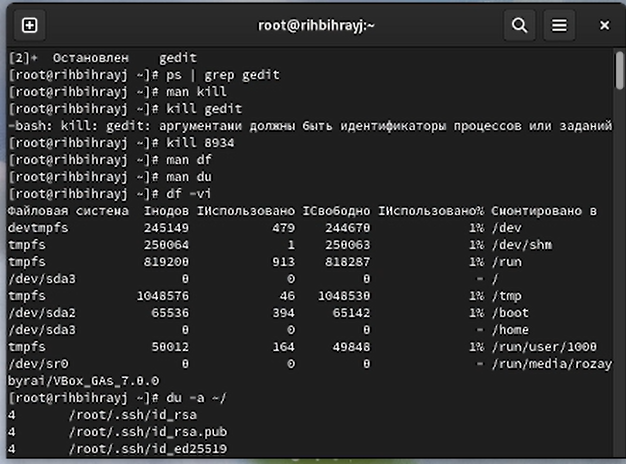 root@rihbihrayj:~
[2]+  Остановлен    gedit
[root@rihbihrayj ~]# ps | grep gedit
[root@rihbihrayj ~]# man kill
[root@rihbihrayj ~]# kill gedit
-bash: kill: gedit: аргументами должны быть идентификаторы процессов или заданий
[root@rihbihrayj ~]# kill 8934
[root@rihbihrayj ~]# man df
[root@rihbihrayj ~]# man du
[root@rihbihrayj ~]# df -vi
Файловая система  Iнодов IИспользовано IСвободно IИспользовано% Смонтировано в
devtmpfs          245149           479    244670             1% /dev
tmpfs             250064             1    250063             1% /dev/shm
tmpfs             819200           913    818287             1% /run
/dev/sda3              0             0         0              - /
tmpfs            1048576            46   1048530             1% /tmp
/dev/sda2          65536           394     65142             1% /boot
/dev/sda3              0             0         0              - /home
tmpfs              50012           164     49848             1% /run/user/1000
/dev/sr0               0             0         0              - /run/media/rozay
byrai/VBox_GAs_7.0.0
[root@rihbihrayj ~]# du -a ~/
4       /root/.ssh/id_rsa
4       /root/.ssh/id_rsa.pub
4       /root/.ssh/id_ed25519